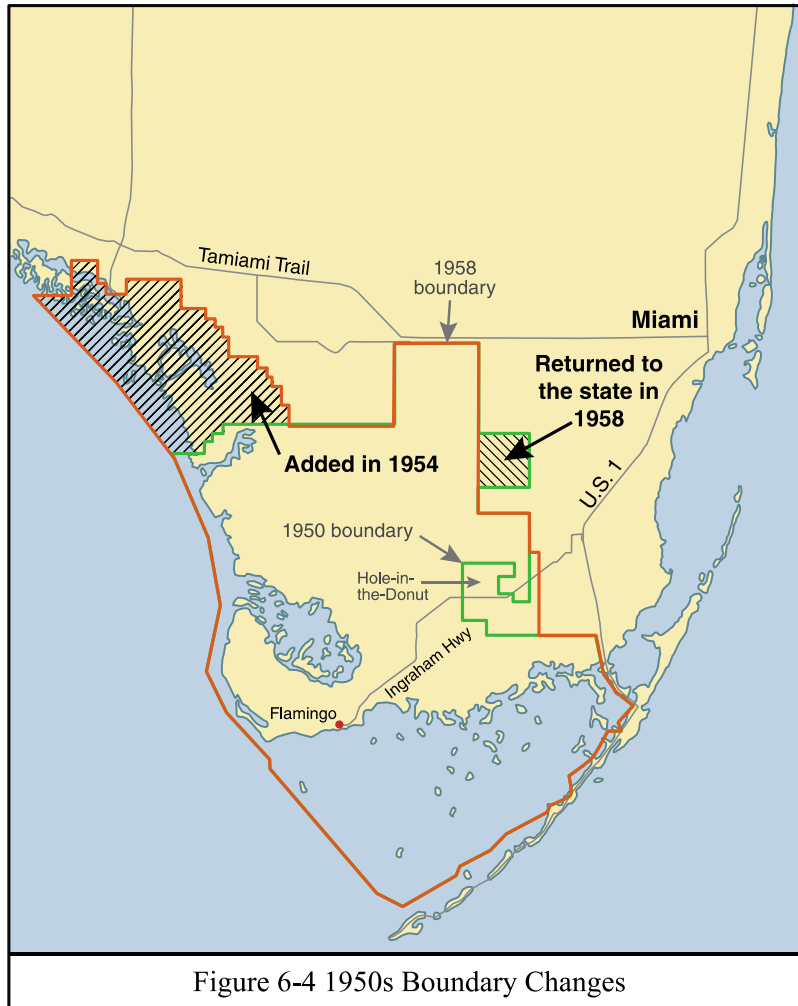 Tamiami Trail
1958
boundary
Miami
Returned to
the state in
1958
Added in 1954
U.S. 1
1950 boundary
Hole-in-
the-Donut
Ingraham Hwy
Flamingo
Figure 6-4 1950s Boundary Changes